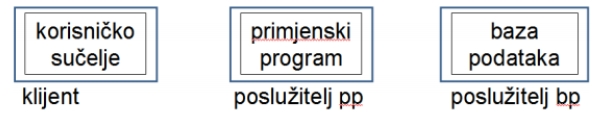 korisničko
sučelje
klijent
primjenski
program
poslužitelj pp
baza
podataka
poslužitelj bp